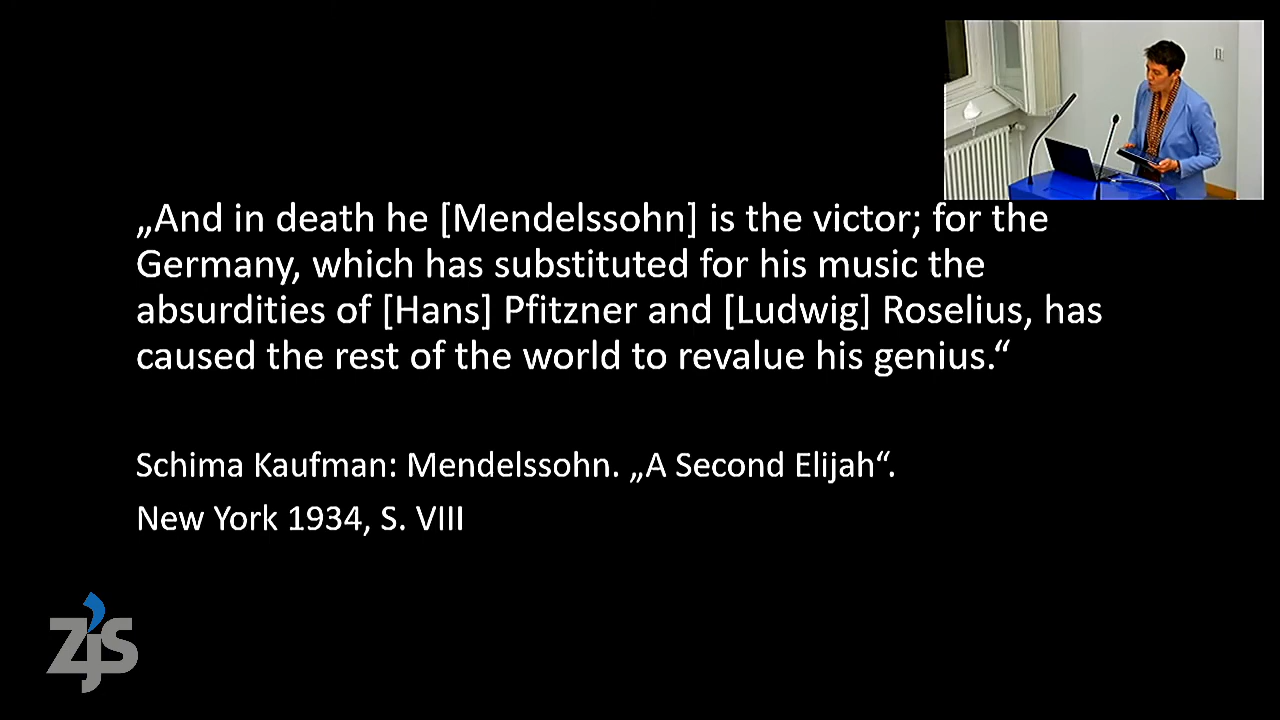 „And in death he [Mendelssohn] is the victor; for the
Germany, which has substituted for his music the
absurdities of [Hans] Pfitzner and [Ludwig] Roselius, has
caused the rest of the world to revalue his genius.“
Schima Kaufman: Mendelssohn. „A Second Elijah“.
New York 1934, S. VIII
ZjS